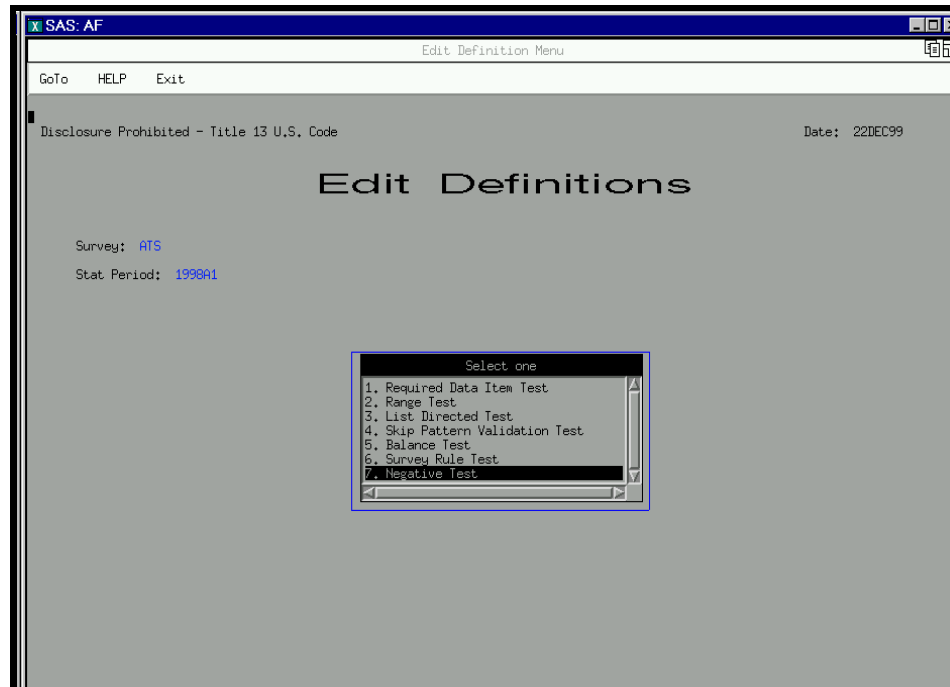 SAS: AF
Edit Definition Menu
GoTo HELP Exit
Disclosure Prohibited - Title 13 U.S. Code Date: 22DEC99
Edit Definitions
Survey: ATS
Stat Period: 1998A1
Select one
1. Required Data Item Test
2. Range Test
3. List Directed Test
4. Skip Pattern Validation Test
5. Balance Test
6. Survey Rule Test
7. Negative Test